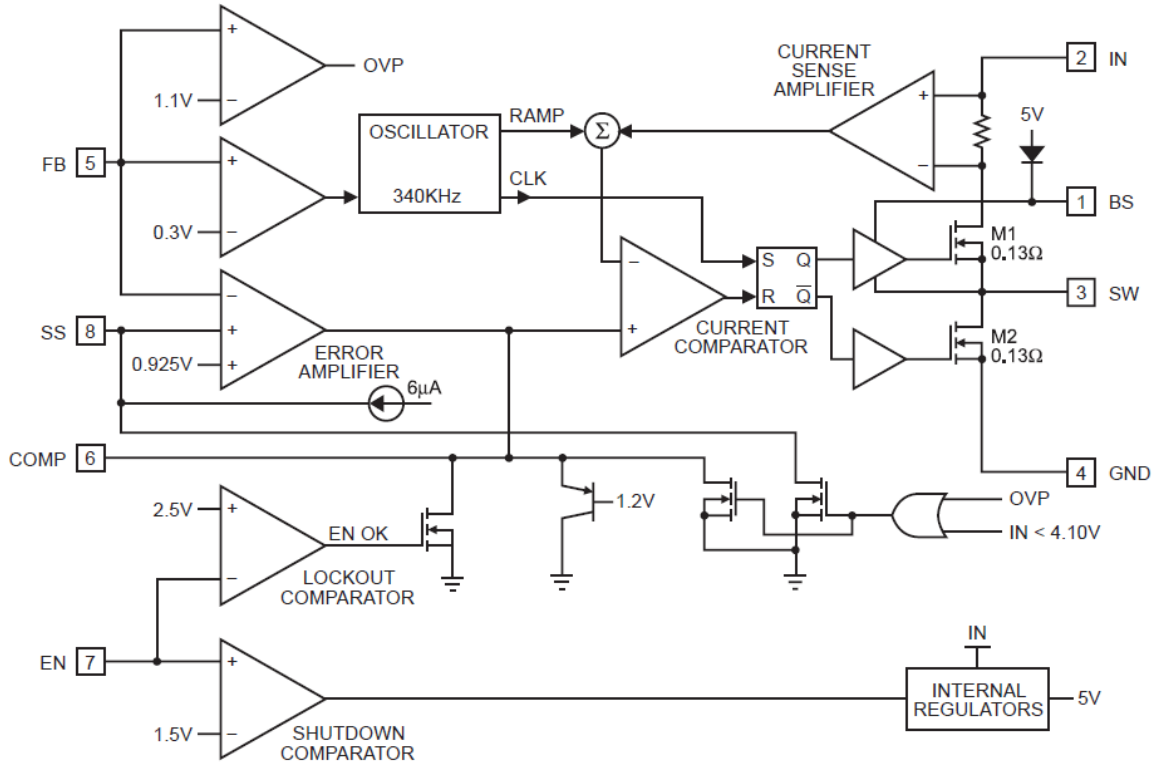 CURRENT
SENSE
AMPLIFIER
2 IN
+
OVP
1.1V
−
+
RAMP
OSCILLATOR
Σ
5V
FB 5
+
−
CLK
340KHz
1 BS
0.3V
−
M1
0.13Ω
S Q
−
R Q̅
3 SW
−
SS 8
+
+
CURRENT
COMPARATOR
M2
0.13Ω
0.925V
+
ERROR
AMPLIFIER
6µA
COMP 6
4 GND
1.2V
OVP
2.5V
+
EN OK
IN < 4.10V
−
LOCKOUT
COMPARATOR
IN
EN 7
+
INTERNAL
REGULATORS
5V
1.5V
−
SHUTDOWN
COMPARATOR